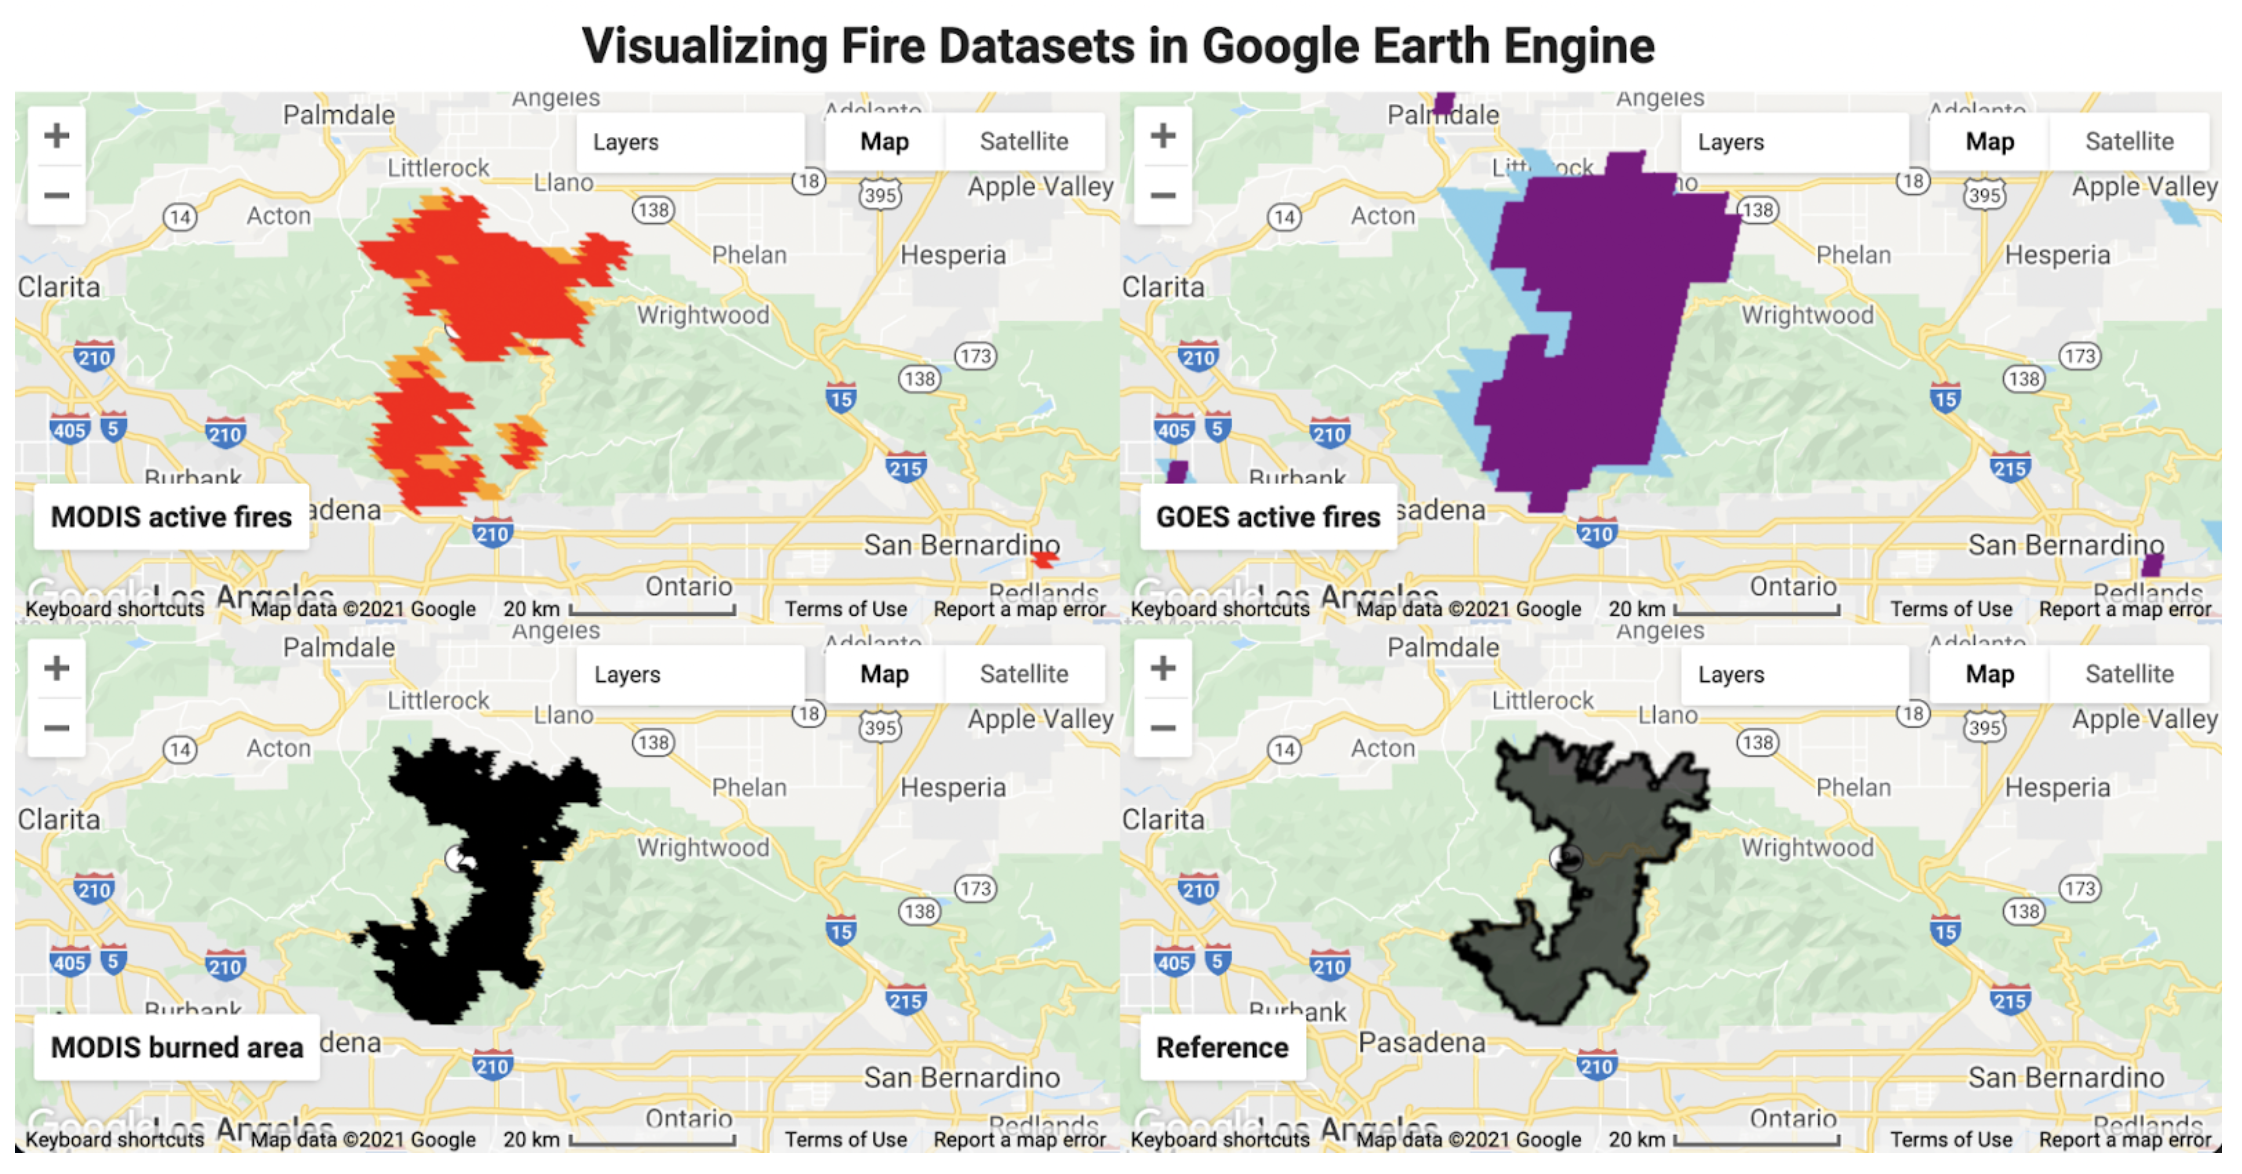 Visualizing Fire Datasets in Google Earth Engine
Angeles
Palmdale
Adelanto
Layers
Map
Satellite
Littlerock
Llano
18
395
Apple Valley
14
Acton
138
Phelan
Hesperia
Clarita
Wrightwood
210
173
138
15
405
5
210
215
Burbank
MODIS active fires
adena
210
San Bernardino
Ontario
Redlands
Google
Los Angeles
Keyboard shortcuts
Map data ©2021 Google
20 km
Terms of Use
Report a map error
Angeles
Palmdale
Adelanto
Layers
Map
Satellite
Litt
ock
no
18
395
Apple Valley
14
Acton
138
Phelan
Hesperia
Clarita
Wrightwood
210
173
138
15
405
5
210
215
Burbank
GOES active fires
sadena
210
San Bernardino
Ontario
Redlands
Google
Los Angeles
Keyboard shortcuts
Map data ©2021 Google
20 km
Terms of Use
Report a map error
Angeles
Palmdale
Adelanto
Layers
Map
Satellite
Littlerock
Llano
18
395
Apple Valley
14
Acton
138
Phelan
Hesperia
Clarita
Wrightwood
210
173
138
15
405
5
210
215
Burbank
MODIS burned area
dena
210
San Bernardino
Ontario
Redlands
Google
Los Angeles
Keyboard shortcuts
Map data ©2021 Google
20 km
Terms of Use
Report a map error
Angeles
Palmdale
Adelanto
Layers
Map
Satellite
Littlerock
Llano
18
395
Apple Valley
14
Acton
138
Phelan
Hesperia
Clarita
Wrightwood
210
173
138
15
405
5
210
215
Burbank
Reference
Pasadena
210
San Bernardino
Ontario
Redlands
Google
Los Angeles
Keyboard shortcuts
Map data ©2021 Google
20 km
Terms of Use
Report a map error